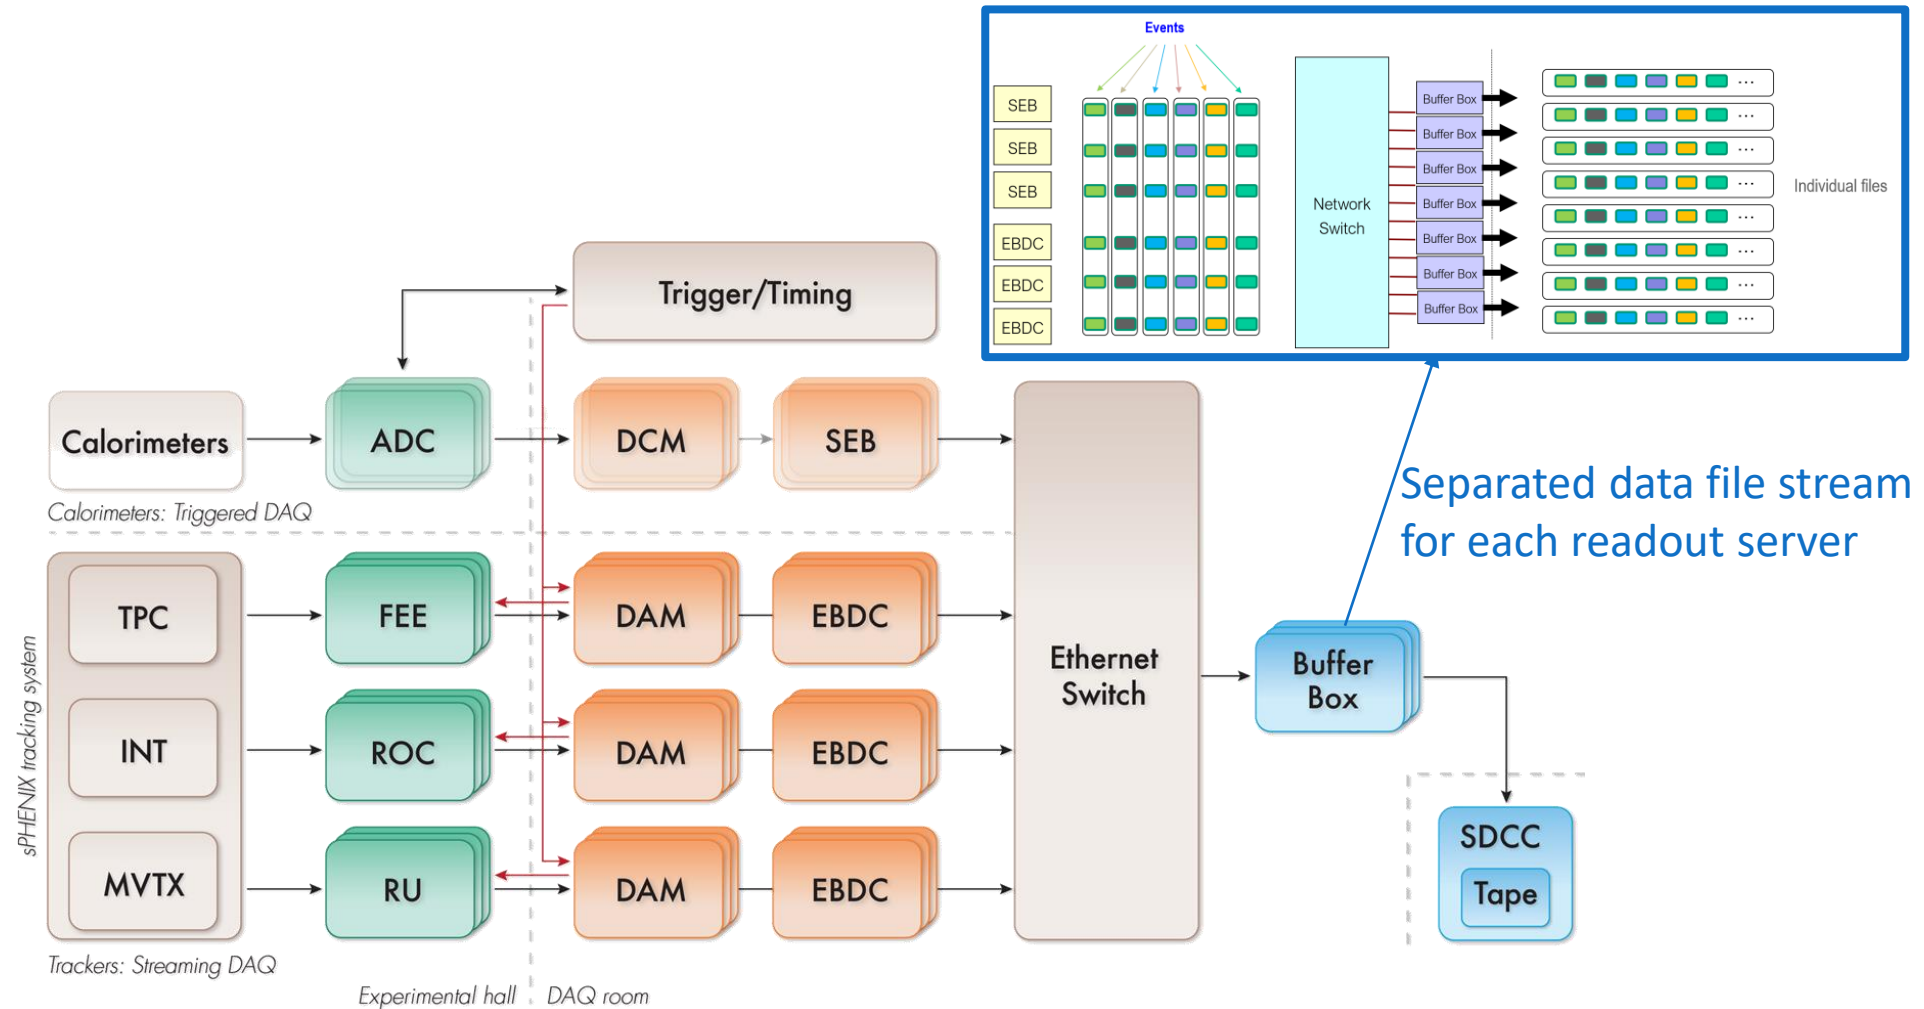 Events
SEB
SEB
SEB
EBDC
EBDC
EBDC
Network
Switch
Buffer Box
Buffer Box
Buffer Box
Buffer Box
Buffer Box
Buffer Box
Buffer Box
...
...
...
...
...
...
...
...
Individual files
Trigger/Timing
Calorimeters
ADC
DCM
SEB
Calorimeters: Triggered DAQ
Separated data file stream
for each readout server
sPHENIX tracking system
TPC
FEE
DAM
EBDC
INT
ROC
DAM
EBDC
MVTX
RU
DAM
EBDC
Ethernet
Switch
Buffer
Box
SDCC
Tape
Trackers: Streaming DAQ
Experimental hall
DAQ room